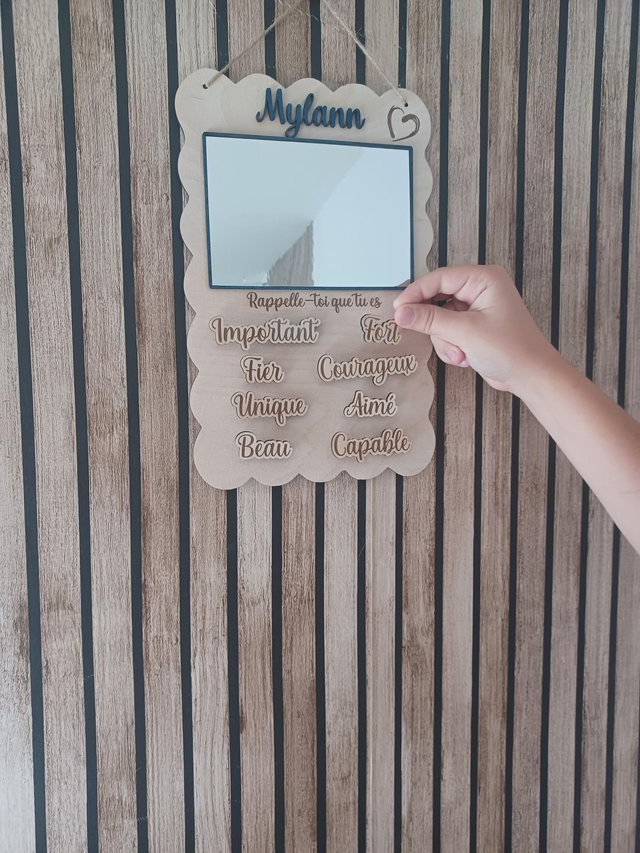 Mylann
Rappelle-toi que tu es
Important Fort
Fier Courageux
Unique Aimé
Beau Capable